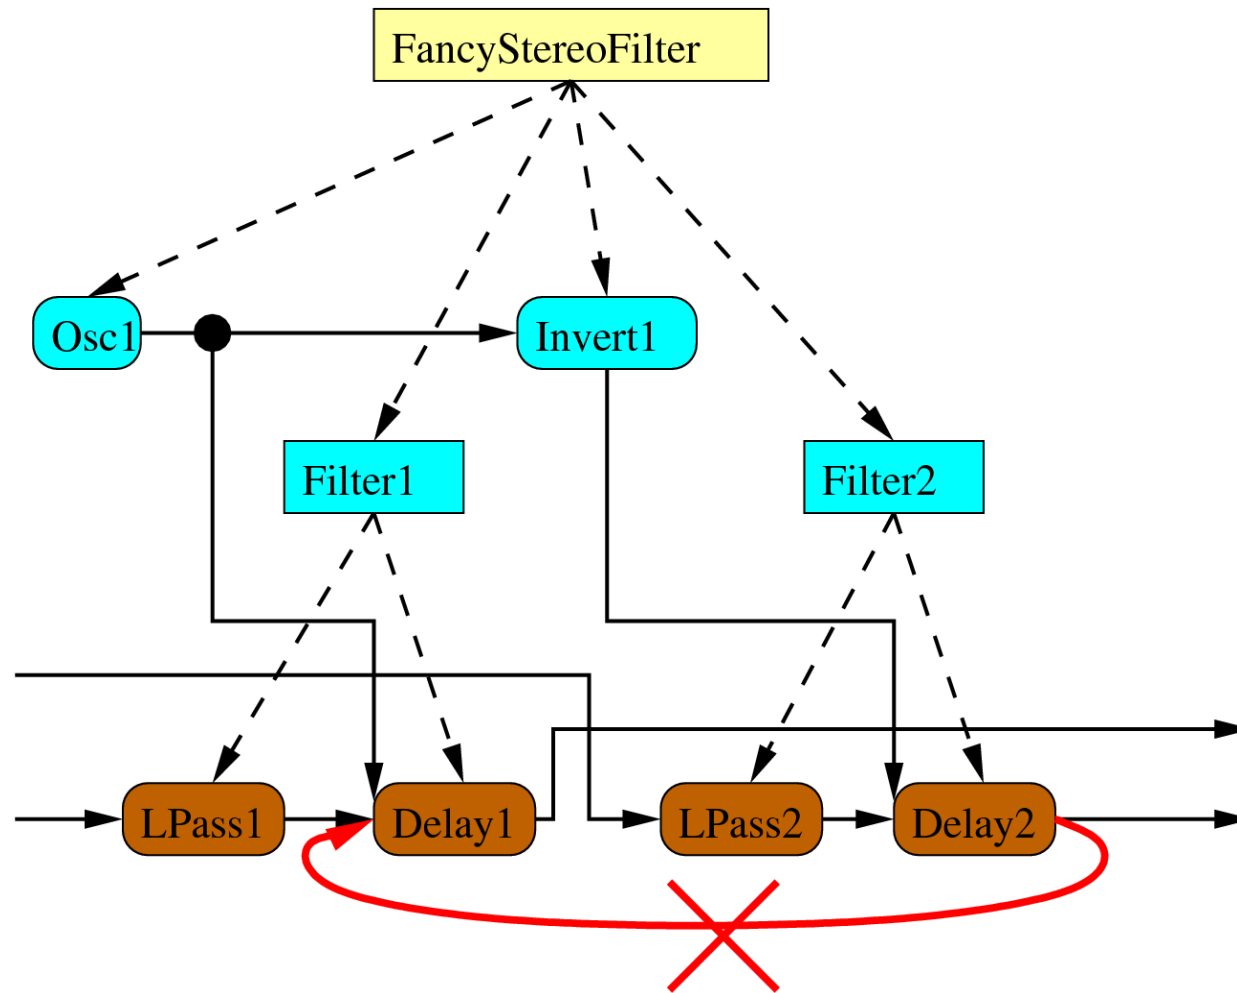 FancyStereoFilter
Osc1
Invert1
Filter1
Filter2
LPass1
Delay1
LPass2
Delay2